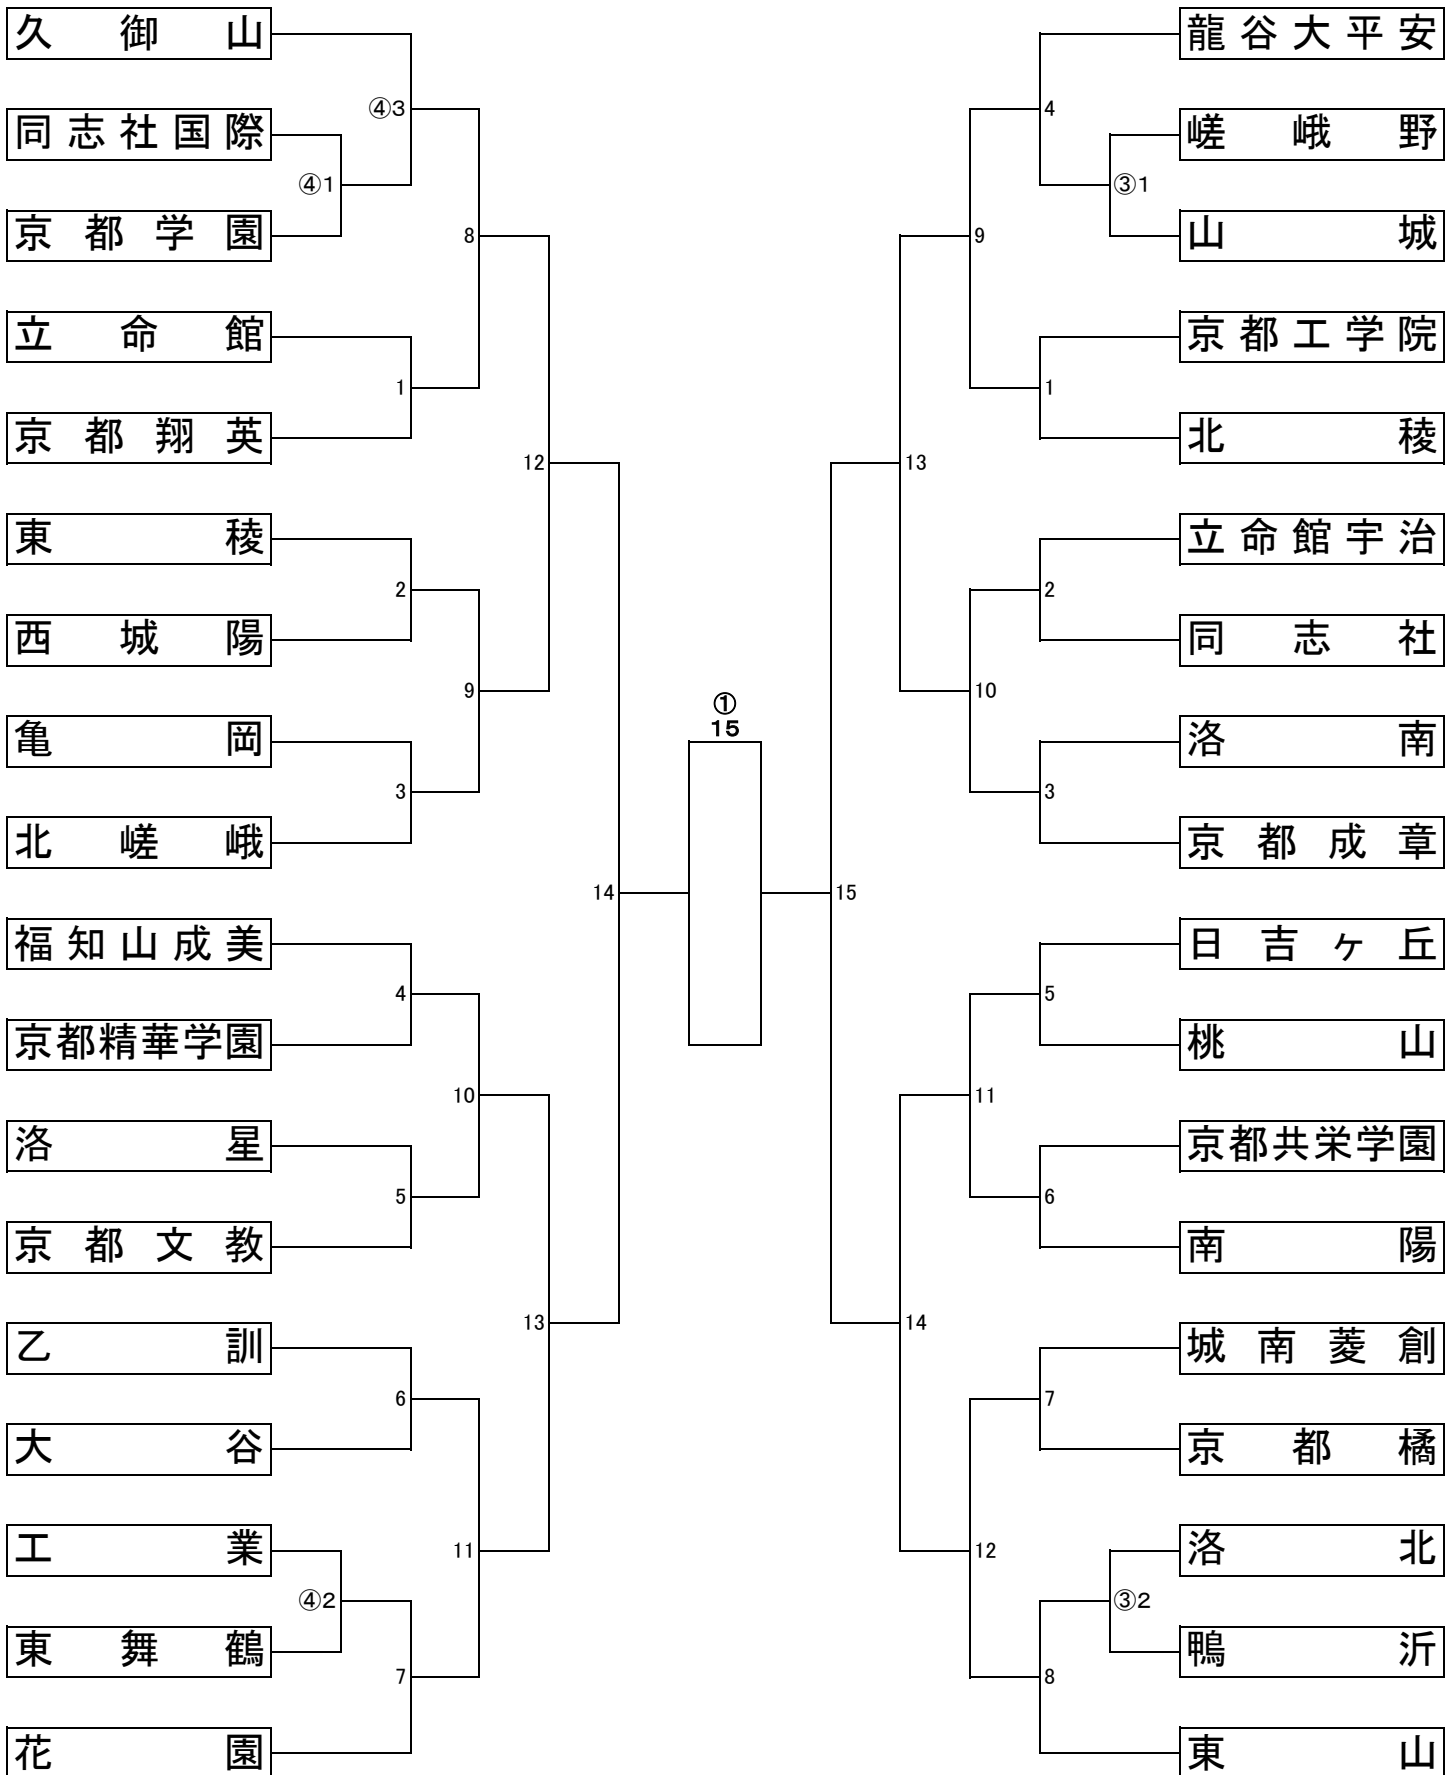 久御山
④3
同志社国際
④1
京都学園
8
立命館
1
京都翔英
12
東稜
2
西城陽
9
亀岡
3
北嵯峨
14
福知山成美
4
京都精華学園
10
洛星
5
京都文教
13
乙訓
6
大谷
11
工業
④2
東舞鶴
7
花園
①
15
龍谷大平安
4
嵯峨野
③1
山城
9
京都工学院
1
北稜
13
立命館宇治
2
同志社
10
洛南
3
京都成章
15
日吉ヶ丘
5
桃山
11
京都共栄学園
6
南陽
14
城南菱創
7
京都橘
12
洛北
③2
鴨沂
8
東山